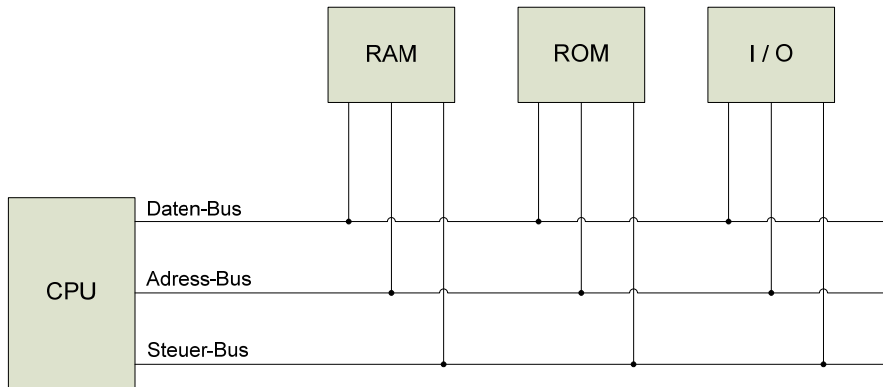 RAM
ROM
I / O
Daten-Bus
CPU
Adress-Bus
Steuer-Bus